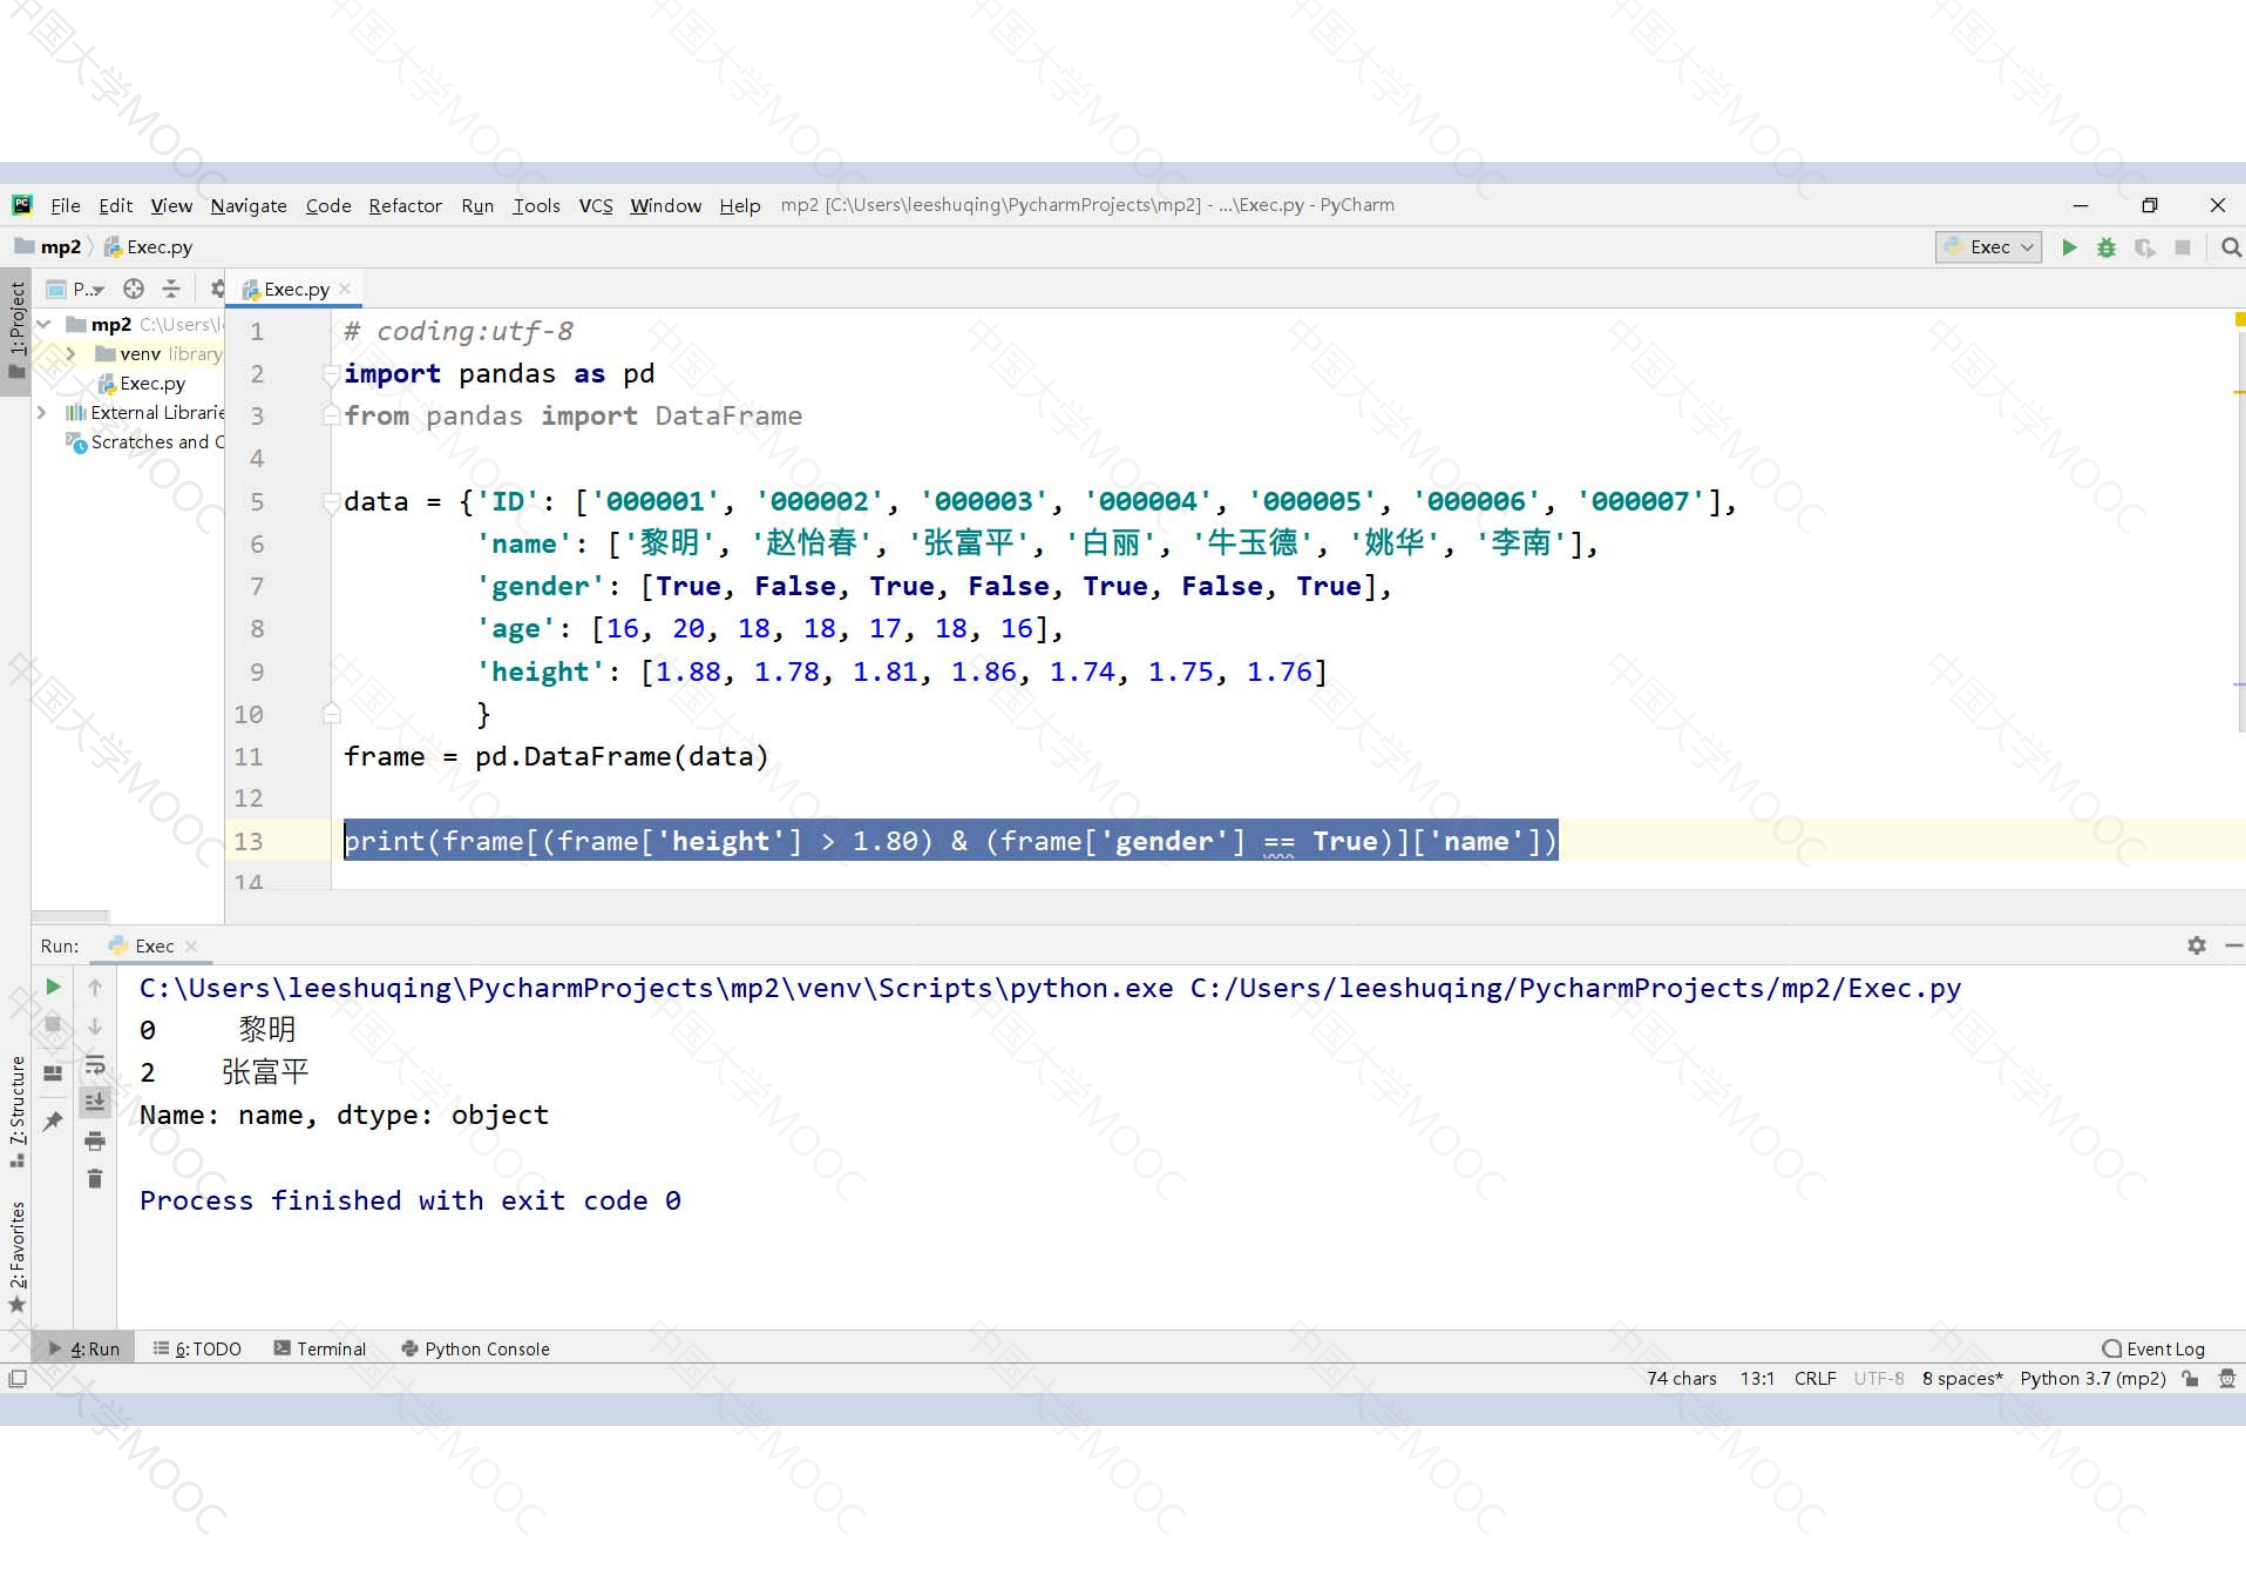 File Edit View Navigate Code Refactor Run Tools VCS Window Help mp2 [C:\Users\leeshuqing\PycharmProjects\mp2] - ...\Exec.py - PyCharm
mp2 Exec.py
Exec
1: Project
P..
Exec.py
mp2 C:\Users\l
venv library
Exec.py
External Librarie
Scratches and C
1 # coding:utf-8
2 import pandas as pd
3 from pandas import DataFrame
4
5 data = {'ID': ['000001', '000002', '000003', '000004', '000005', '000006', '000007'],
6 'name': ['黎明', '赵怡春', '张富平', '白丽', '牛玉德', '姚华', '李南'],
7 'gender': [True, False, True, False, True, False, True],
8 'age': [16, 20, 18, 18, 17, 18, 16],
9 'height': [1.88, 1.78, 1.81, 1.86, 1.74, 1.75, 1.76]
10 }
11 frame = pd.DataFrame(data)
12
13 print(frame[(frame['height'] > 1.80) & (frame['gender'] == True)]['name'])
14
Run: Exec
C:\Users\leeshuqing\PycharmProjects\mp2\venv\Scripts\python.exe C:/Users/leeshuqing/PycharmProjects/mp2/Exec.py
0 黎明
2 张富平
Name: name, dtype: object
Process finished with exit code 0
7: Structure
2: Favorites
4: Run 6: TODO Terminal Python Console Event Log
74 chars 13:1 CRLF UTF-8 8 spaces* Python 3.7 (mp2)
中国大学MOOC